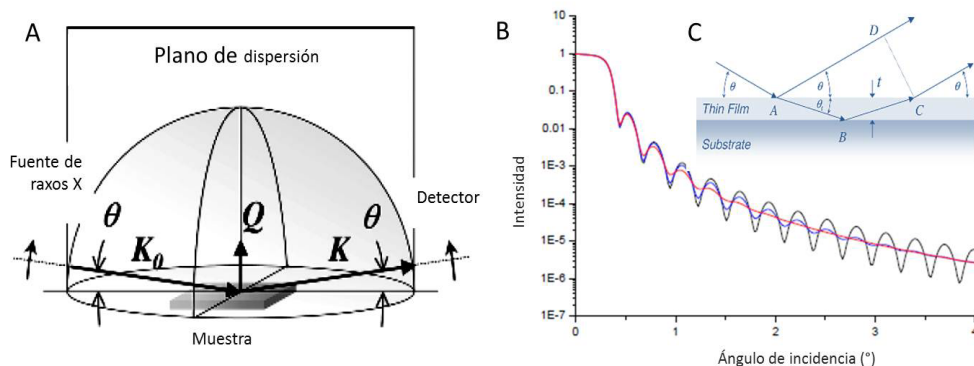 A
Plano de dispersión
Fuente de
raxos X
Detector
θ
K₀
Q
K
θ
Muestra
B
Intensidad
1
0.1
0.01
1E-3
1E-4
1E-5
1E-6
1E-7
0
1
2
3
4
Ángulo de incidencia (°)
C
D
θ
θ
t
θ
Thin Film
A
C
B
Substrate